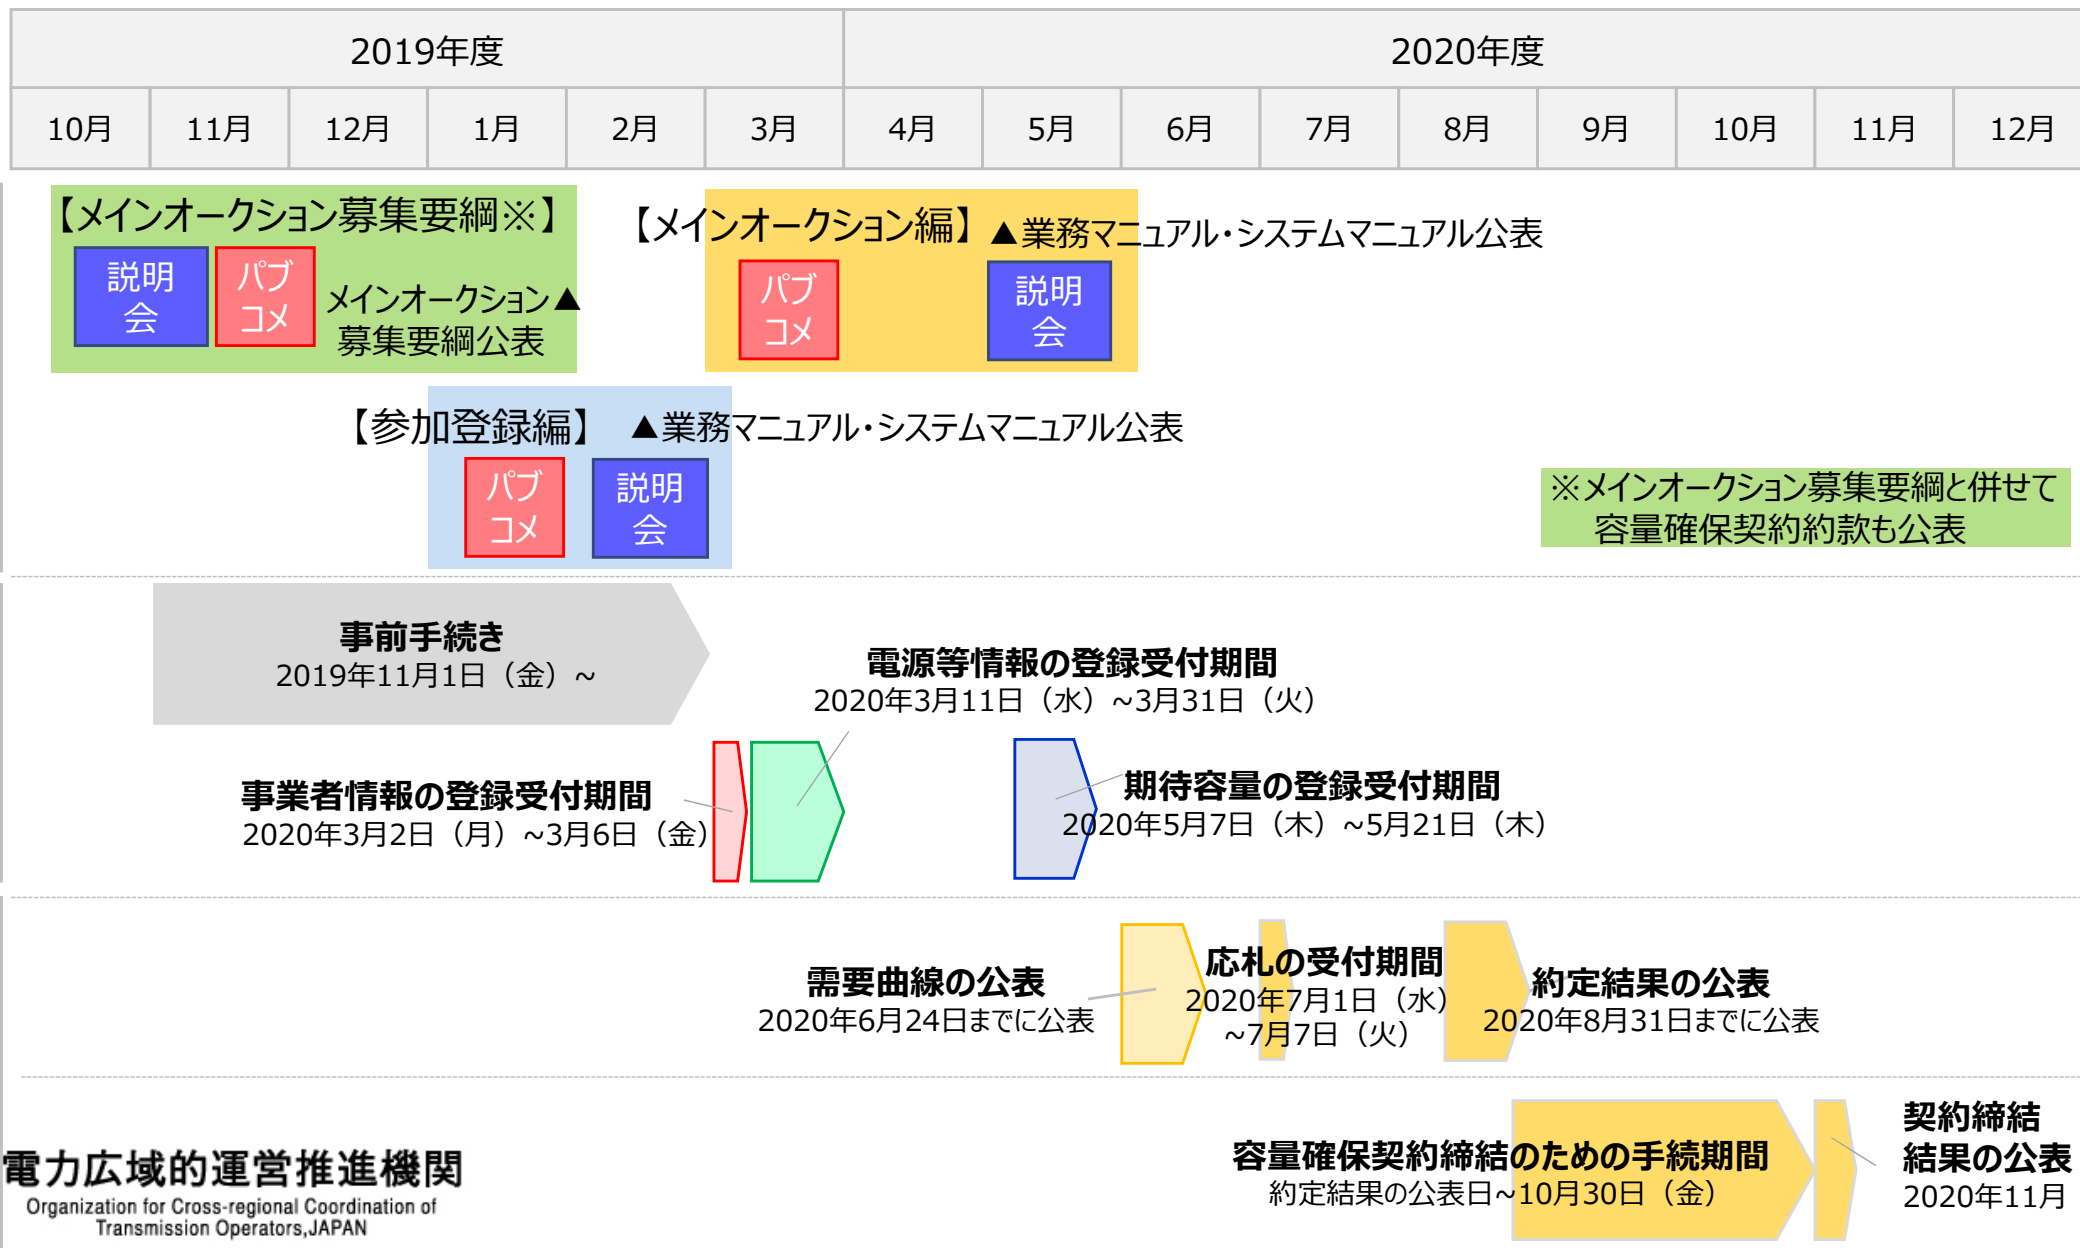 2019年度
2020年度
10月
11月
12月
1月
2月
3月
4月
5月
6月
7月
8月
9月
10月
11月
12月
【メインオークション募集要綱※】
説明
会
パブ
コメ
メインオークション▲
募集要綱公表
【メインオークション編】
▲業務マニュアル・システムマニュアル公表
パブ
コメ
説明
会
【参加登録編】
▲業務マニュアル・システムマニュアル公表
パブ
コメ
説明
会
※メインオークション募集要綱と併せて
容量確保契約約款も公表
事前手続き
2019年11月1日（金）~
電源等情報の登録受付期間
2020年3月11日（水）~3月31日（火）
事業者情報の登録受付期間
2020年3月2日（月）~3月6日（金）
期待容量の登録受付期間
2020年5月7日（木）~5月21日（木）
需要曲線の公表
2020年6月24日までに公表
応札の受付期間
2020年7月1日（水）
~7月7日（火）
約定結果の公表
2020年8月31日までに公表
容量確保契約締結のための手続期間
約定結果の公表日~10月30日（金）
契約締結
結果の公表
2020年11月
電力広域的運営推進機関
Organization for Cross-regional Coordination of
Transmission Operators,JAPAN